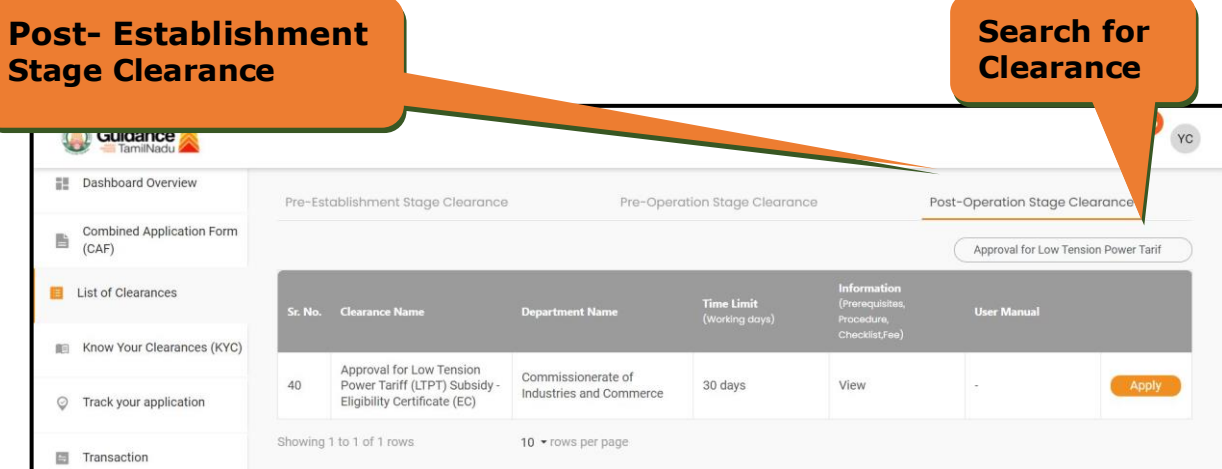 Post- Establishment
Stage Clearance
Search for
Clearance
Guidance
TamilNadu
YC
Dashboard Overview
Combined Application Form
(CAF)
List of Clearances
Know Your Clearances (KYC)
Track your application
Transaction
Pre-Establishment Stage Clearance
Pre-Operation Stage Clearance
Post-Operation Stage Clearance
Approval for Low Tension Power Tarif
Sr. No.
Clearance Name
Department Name
Time Limit
(Working days)
Information
(Prerequisites,
Procedure,
Checklist,Fee)
User Manual
40
Approval for Low Tension
Power Tariff (LTPT) Subsidy -
Eligibility Certificate (EC)
Commissionerate of
Industries and Commerce
30 days
View
-
Apply
Showing 1 to 1 of 1 rows
10 rows per page